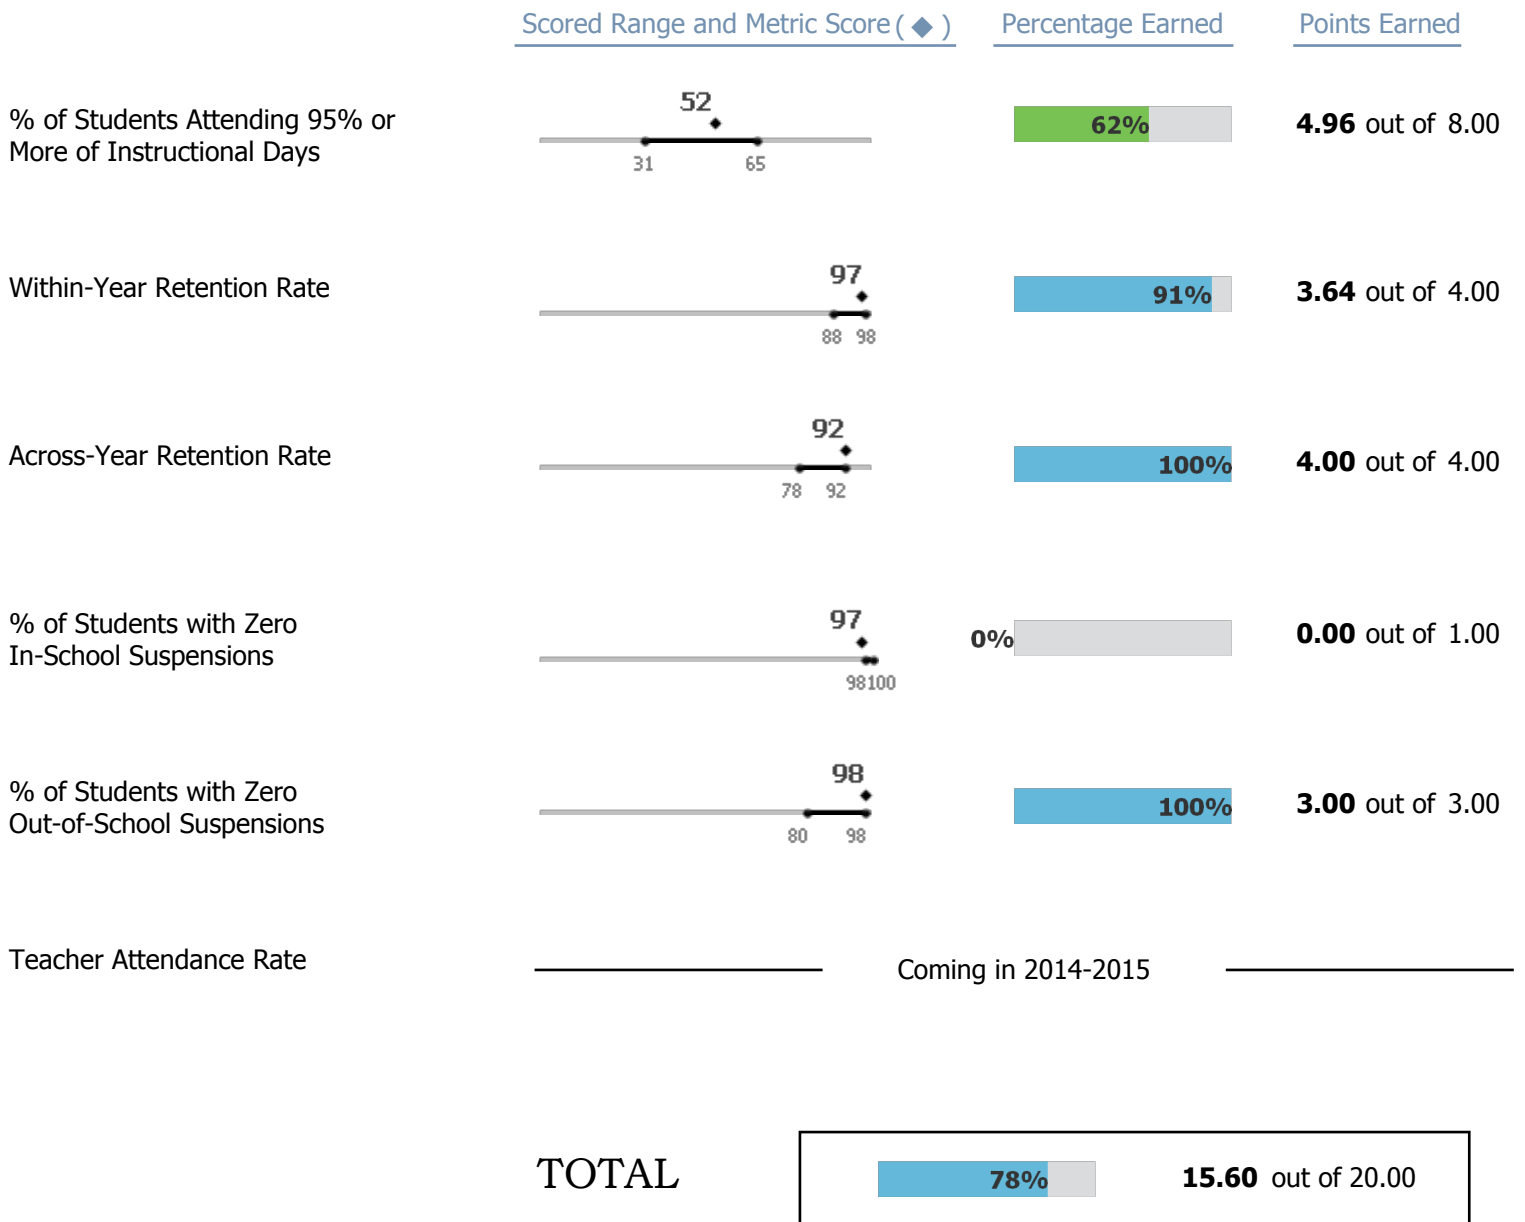 Scored Range and Metric Score ( ◆ ) Percentage Earned Points Earned
% of Students Attending 95% or
More of Instructional Days
52
31 65
62%
4.96 out of 8.00
Within-Year Retention Rate
97
88 98
91%
3.64 out of 4.00
Across-Year Retention Rate
92
78 92
100%
4.00 out of 4.00
% of Students with Zero
In-School Suspensions
97
98100
0%
0.00 out of 1.00
% of Students with Zero
Out-of-School Suspensions
98
80 98
100%
3.00 out of 3.00
Teacher Attendance Rate
Coming in 2014-2015
TOTAL
78%
15.60 out of 20.00